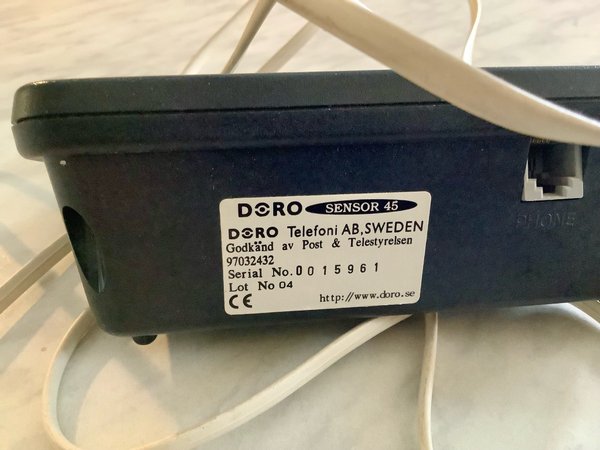 DORO SENSOR 45
DORO Telefoni AB, SWEDEN
Godkänd av Post & Telestyrelsen
97032432
Serial No. 0015961
Lot No 04
CE http://www.doro.se
PHONE